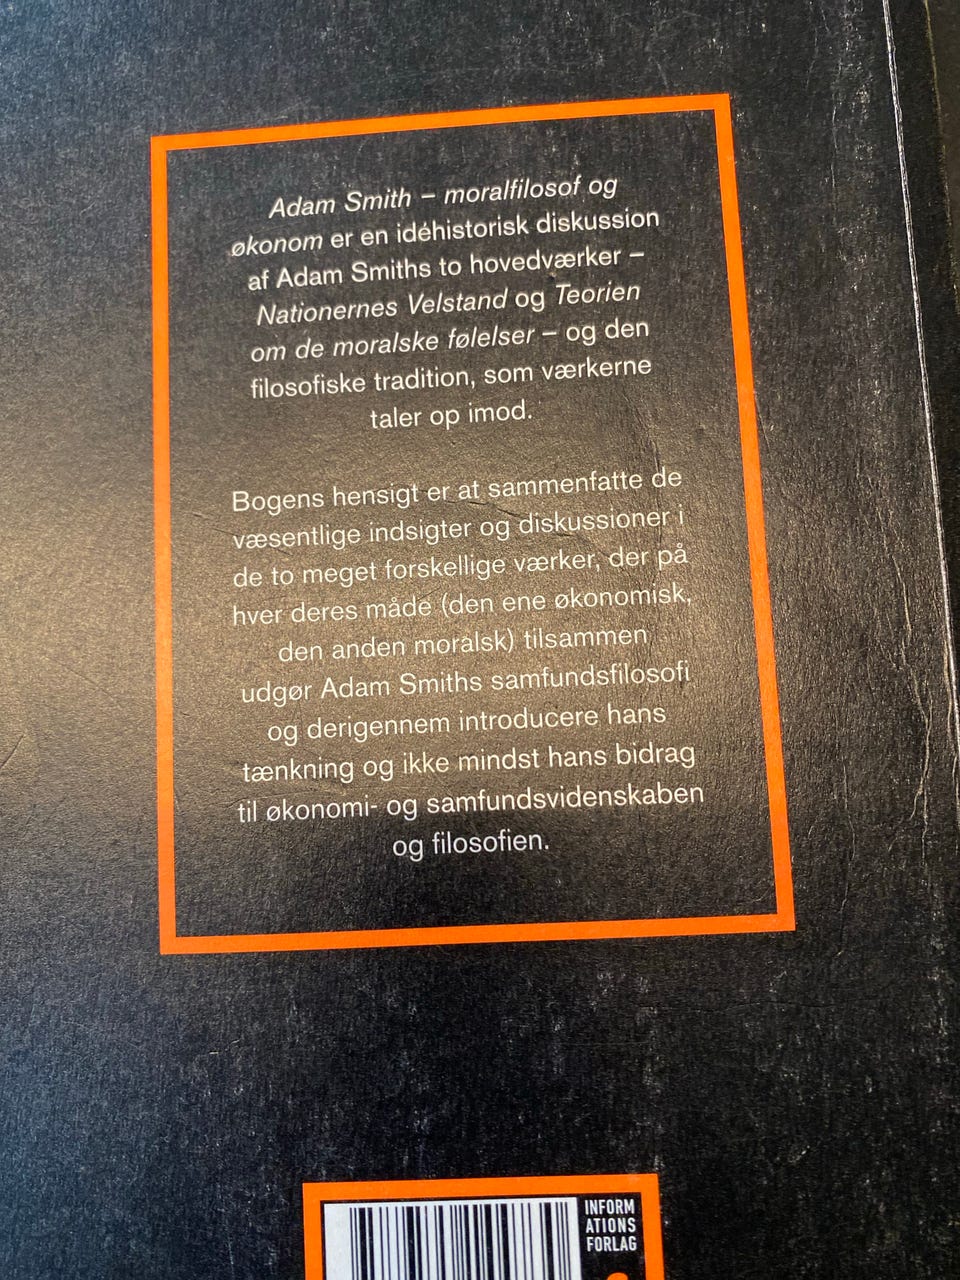 Adam Smith – moralfilosof og
økonom er en idéhistorisk diskussion
af Adam Smiths to hovedværker –
Nationernes Velstand og Teorien
om de moralske følelser – og den
filosofiske tradition, som værkerne
taler op imod.
Bogens hensigt er at sammenfatte de
væsentlige indsigter og diskussioner i
de to meget forskellige værker, der på
hver deres måde (den ene økonomisk,
den anden moralsk) tilsammen
udgør Adam Smiths samfundsfilosofi
og derigennem introducere hans
tænkning og ikke mindst hans bidrag
til økonomi- og samfundsvidenskaben
og filosofien.
INFORM
ATIONS
FORLAG